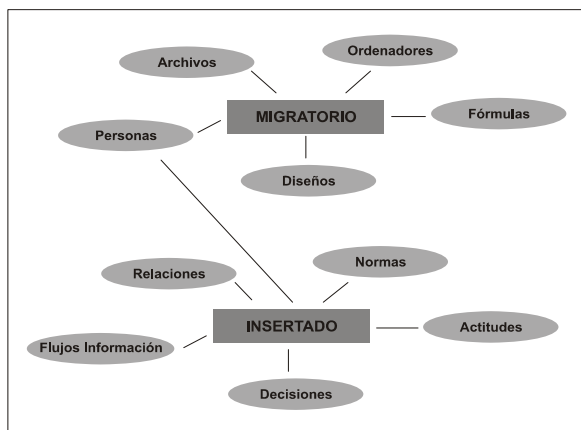 Ordenadores
Archivos
MIGRATORIO
Fórmulas
Personas
Diseños
Normas
Relaciones
INSERTADO
Actitudes
Flujos Información
Decisiones